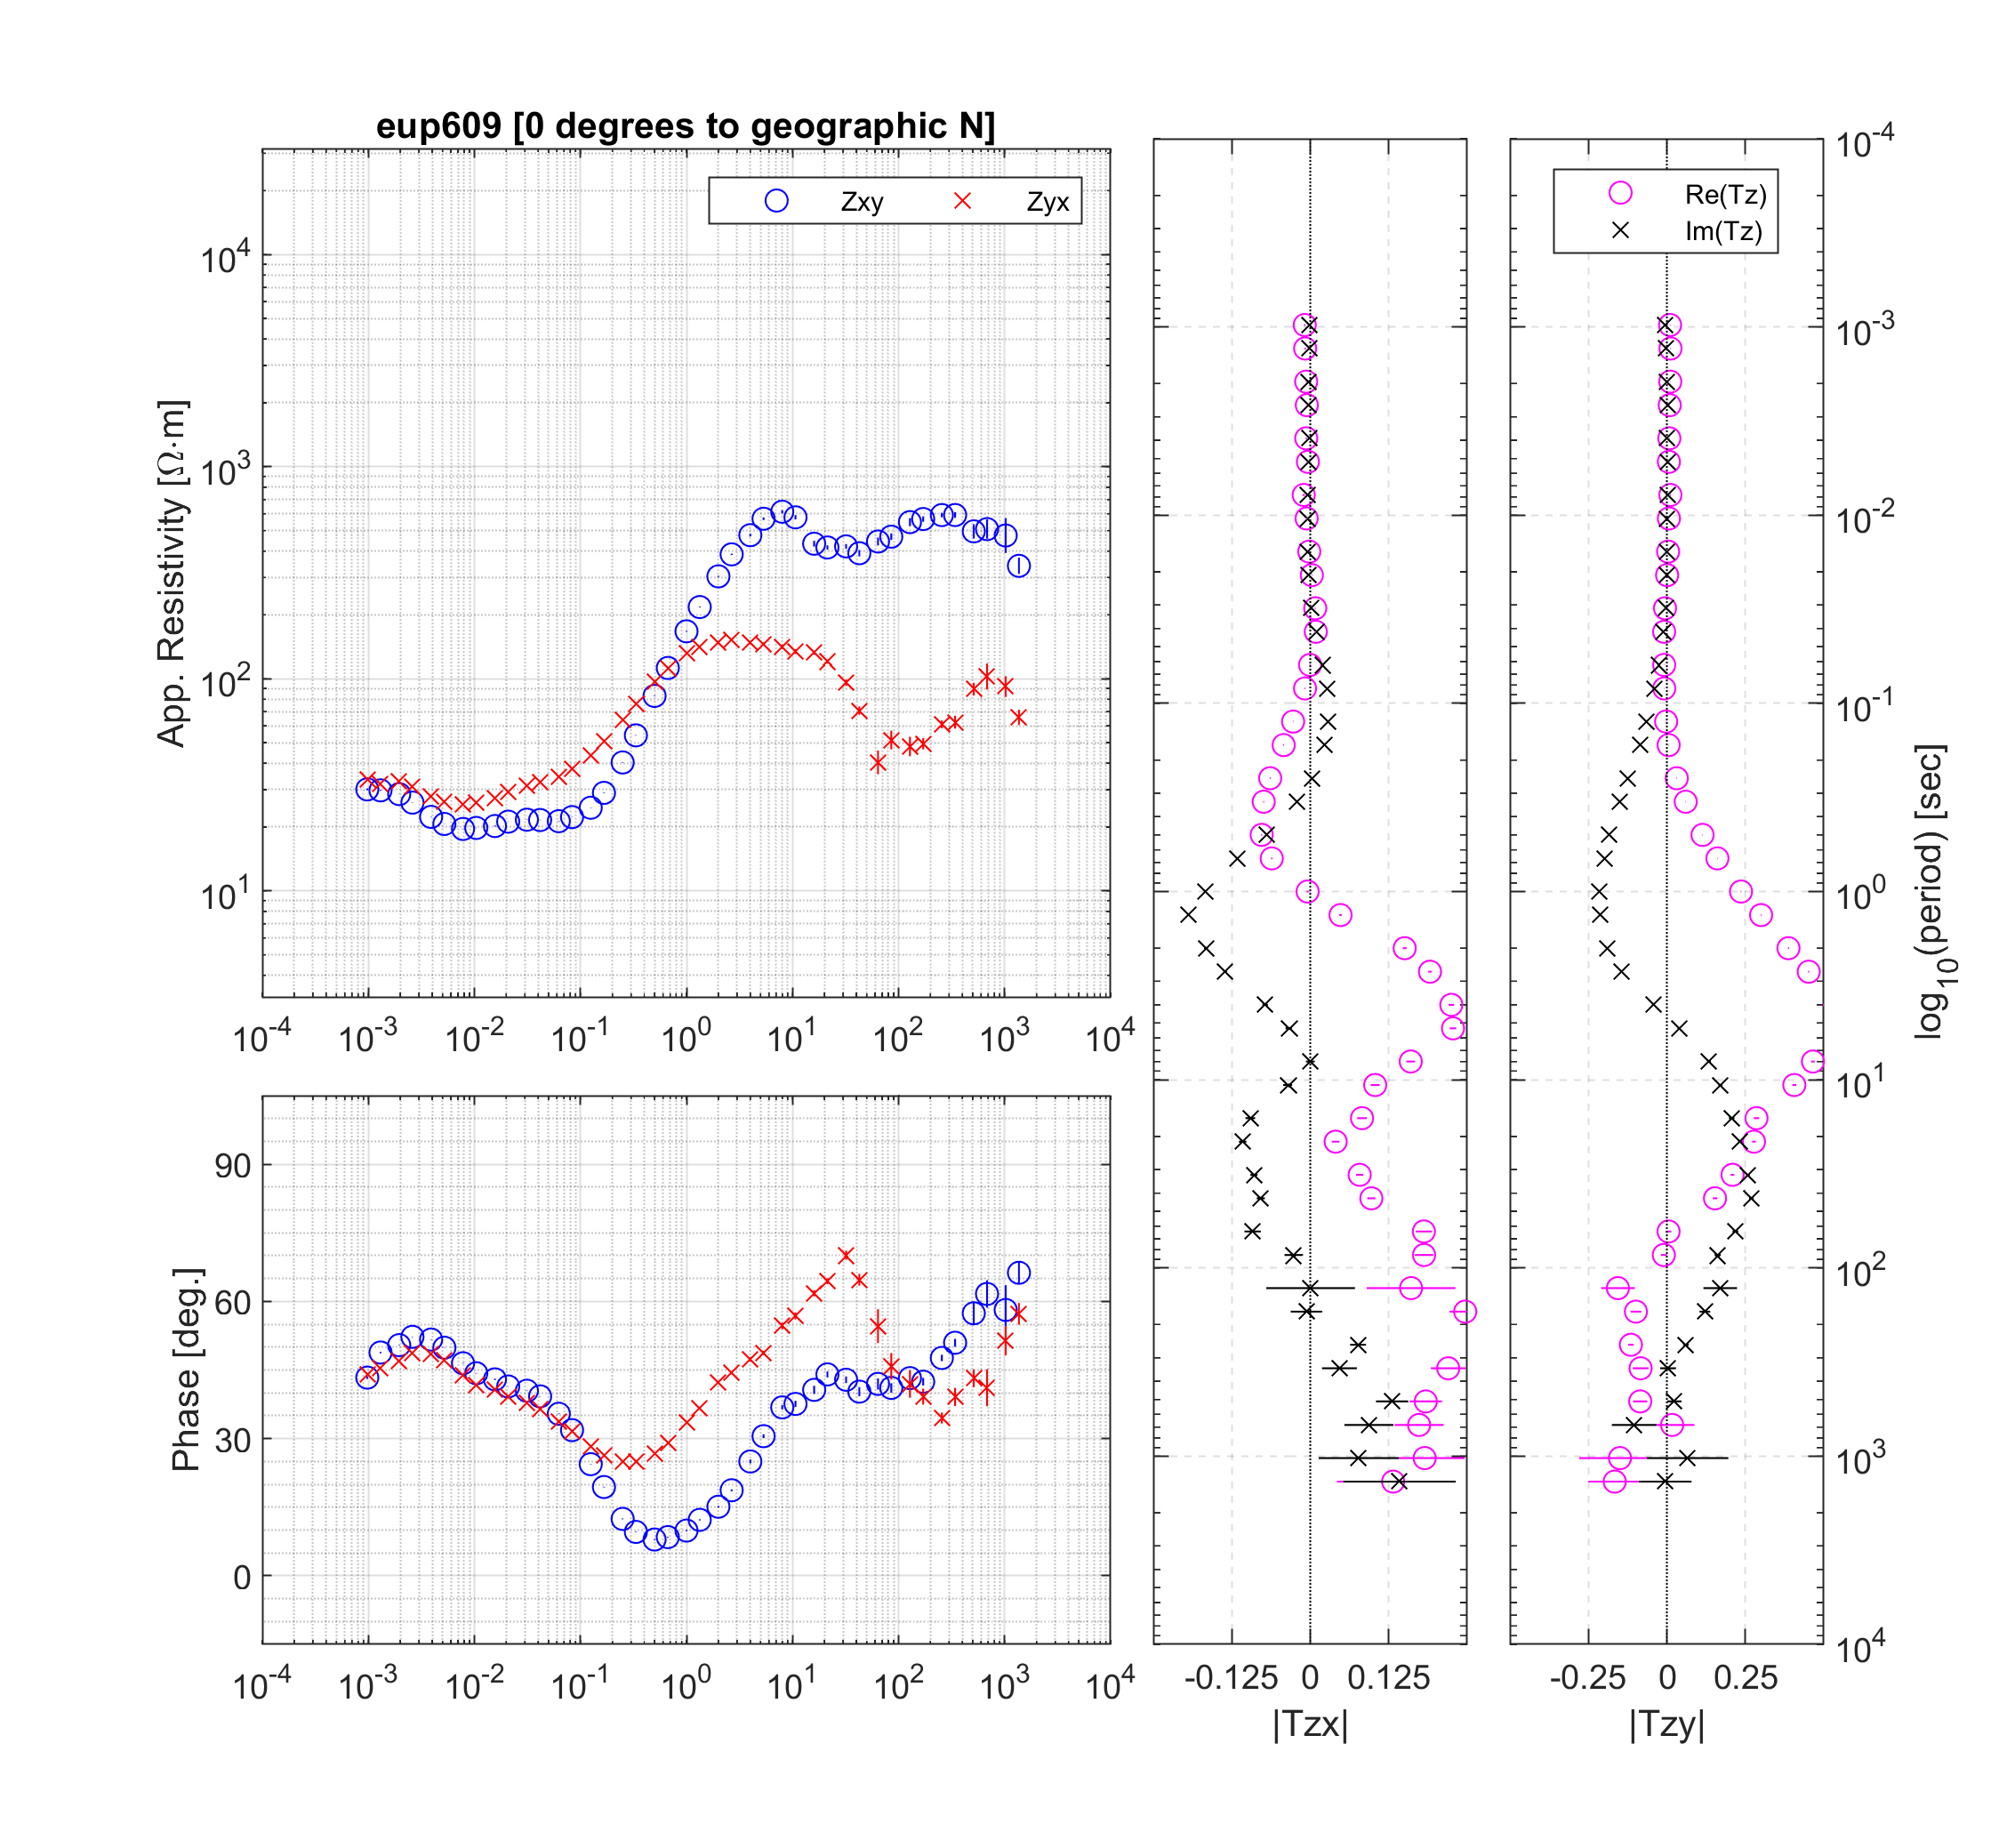 eup609 [0 degrees to geographic N]
Zxy Zyx
App. Resistivity [Ω·m]
10^4
10^3
10^2
10^1
10^-4 10^-3 10^-2 10^-1 10^0 10^1 10^2 10^3 10^4
Phase [deg.]
90
60
30
0
10^-4 10^-3 10^-2 10^-1 10^0 10^1 10^2 10^3 10^4
-0.125 0 0.125
|Tzx|
Re(Tz)
Im(Tz)
-0.25 0 0.25
|Tzy|
10^-4
10^-3
10^-2
10^-1
10^0
10^1
10^2
10^3
10^4
log_10(period) [sec]